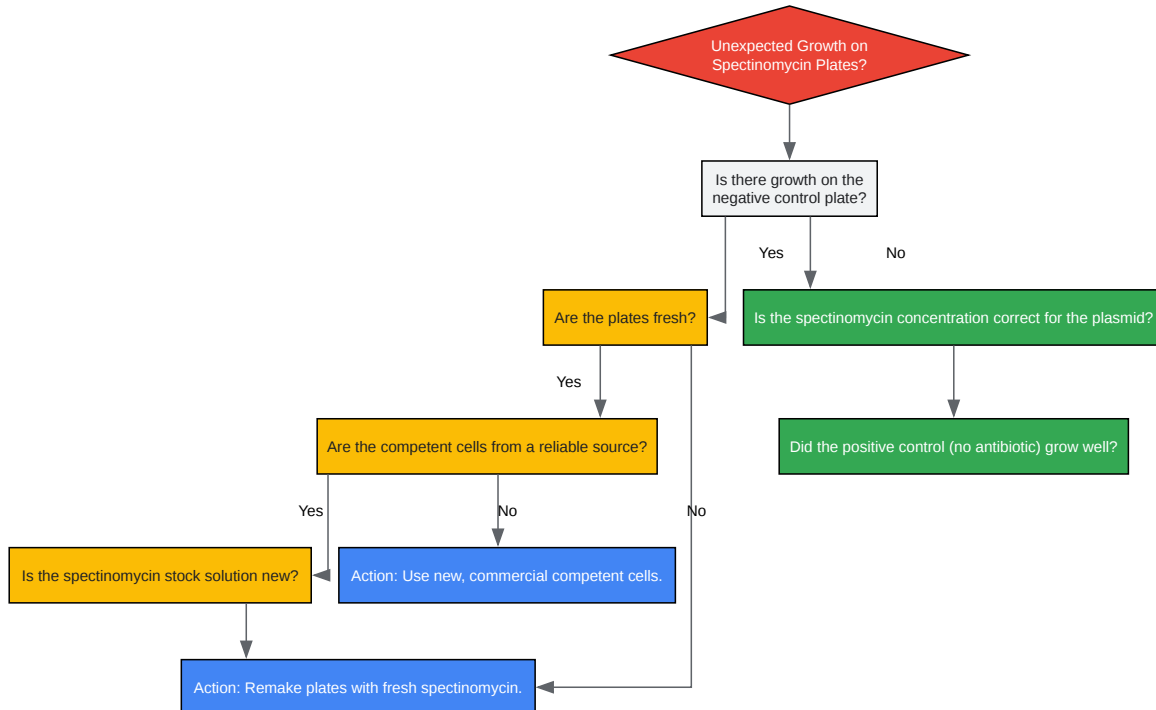 Unexpected Growth on
Spectinomycin Plates?
Is there growth on the
negative control plate?
Yes
No
Are the plates fresh?
Is the spectinomycin concentration correct for the plasmid?
Yes
Are the competent cells from a reliable source?
Did the positive control (no antibiotic) grow well?
Yes
No
No
Is the spectinomycin stock solution new?
Action: Use new, commercial competent cells.
Action: Remake plates with fresh spectinomycin.